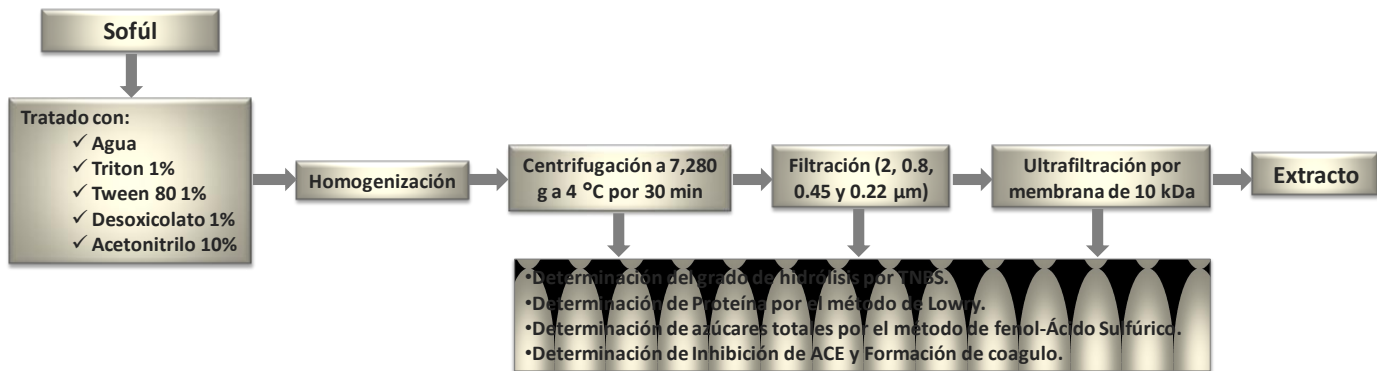 Sofúl
Tratado con:
✓ Agua
✓ Triton 1%
✓ Tween 80 1%
✓ Desoxicolato 1%
✓ Acetonitrilo 10%
Homogenización
Centrifugación a 7,280
g a 4 °C por 30 min
Filtración (2, 0.8,
0.45 y 0.22 µm)
Ultrafiltración por
membrana de 10 kDa
Extracto
•Determinación del grado de hidrólisis por TNBS.
•Determinación de Proteína por el método de Lowry.
•Determinación de azúcares totales por el método de fenol-Ácido Sulfúrico.
•Determinación de Inhibición de ACE y Formación de coagulo.